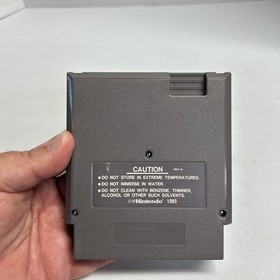 CAUTION REV-A
● DO NOT STORE IN EXTREME TEMPERATURES.
● DO NOT IMMERSE IN WATER.
● DO NOT CLEAN WITH BENZENE, THINNER,
ALCOHOL OR OTHER SUCH SOLVENTS.
©®Nintendo 1985